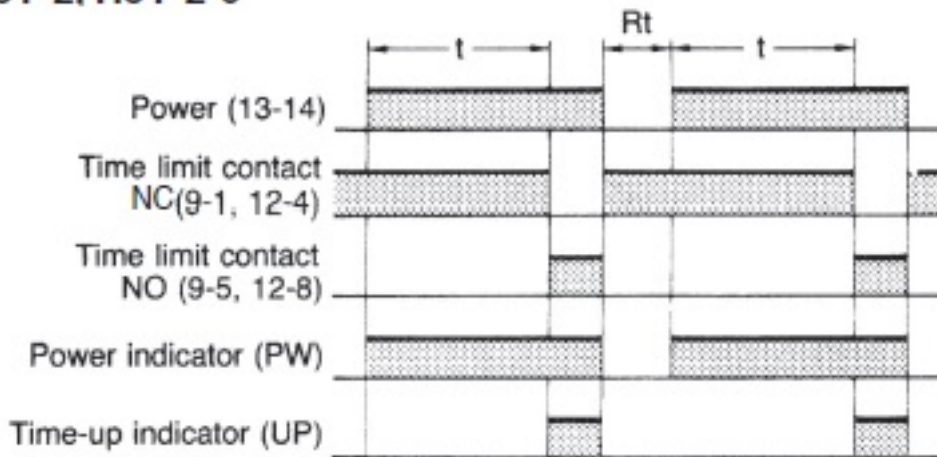 Rt
t t
Power (13-14)
Time limit contact
NC(9-1, 12-4)
Time limit contact
NO (9-5, 12-8)
Power indicator (PW)
Time-up indicator (UP)